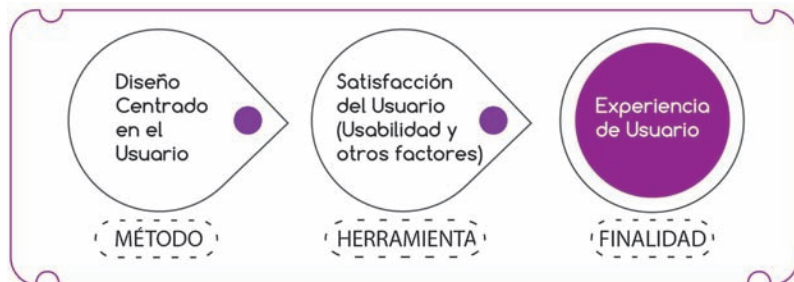 Diseño
Centrado
en el
Usuario
Satisfacción
del Usuario
(Usabilidad y
otros factores)
Experiencia
de Usuario
MÉTODO
HERRAMIENTA
FINALIDAD